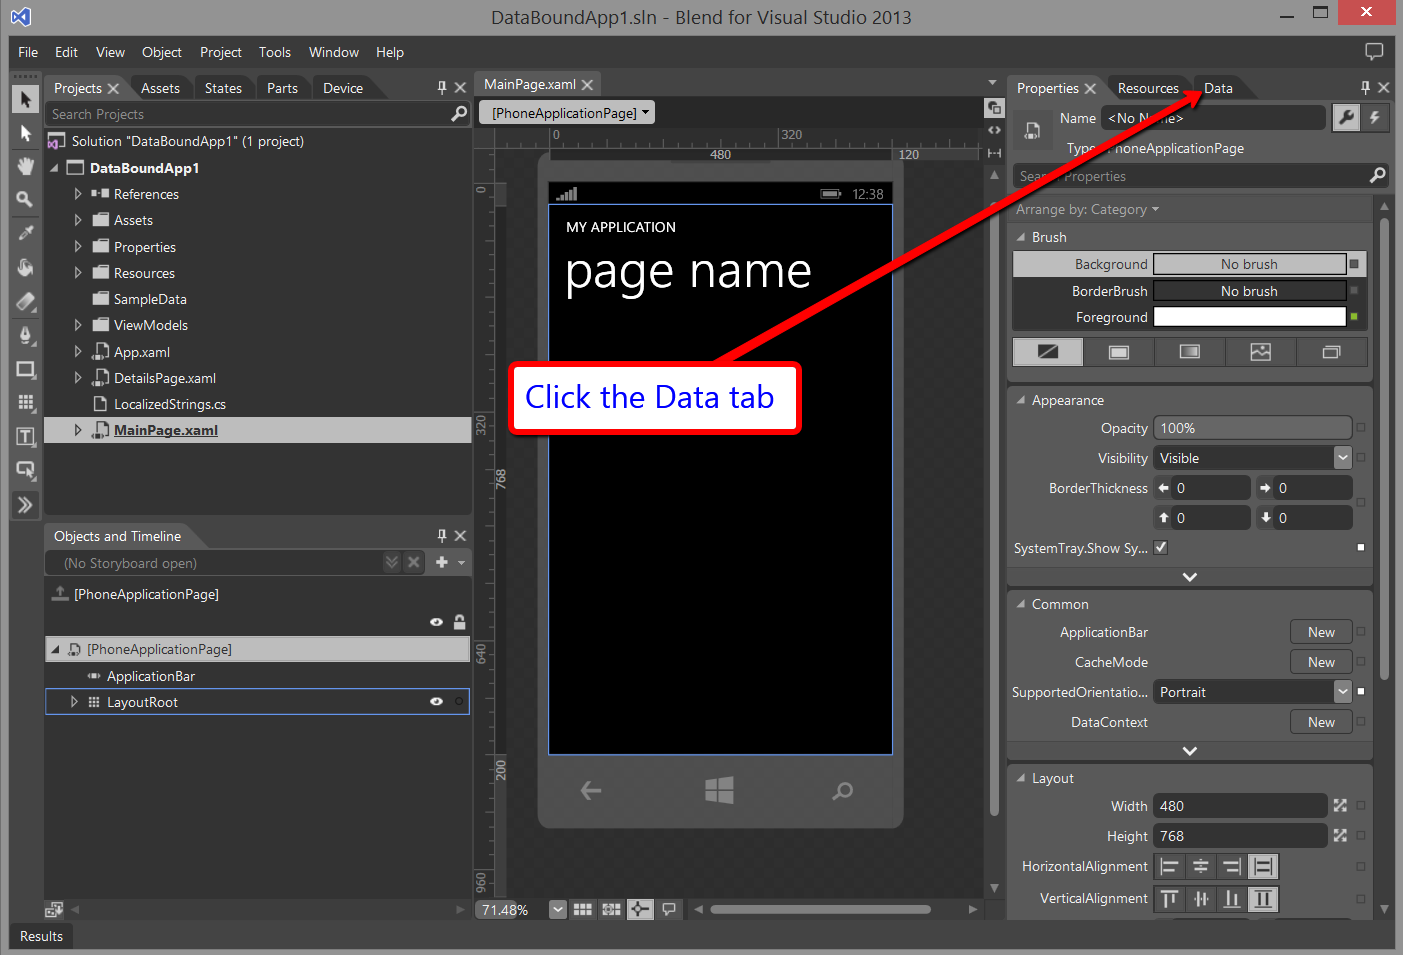 DataBoundApp1.sln - Blend for Visual Studio 2013
File Edit View Object Project Tools Window Help
Projects Assets States Parts Device
Search Projects
Solution "DataBoundApp1" (1 project)
DataBoundApp1
References
Assets
Properties
Resources
SampleData
ViewModels
App.xaml
DetailsPage.xaml
LocalizedStrings.cs
MainPage.xaml
Objects and Timeline
(No Storyboard open)
[PhoneApplicationPage]
[PhoneApplicationPage]
ApplicationBar
LayoutRoot
Results
MainPage.xaml
[PhoneApplicationPage]
0 320
480 120
0
320
768
640
200
960
12:38
MY APPLICATION
page name
Click the Data tab
71.48%
Properties Resources Data
Name <No Name>
Type PhoneApplicationPage
Search Properties
Arrange by: Category
Brush
Background No brush
BorderBrush No brush
Foreground
Appearance
Opacity 100%
Visibility Visible
BorderThickness 0 0
0 0
SystemTray.Show Sy...
Common
ApplicationBar New
CacheMode New
SupportedOrientatio... Portrait
DataContext New
Layout
Width 480
Height 768
HorizontalAlignment
VerticalAlignment